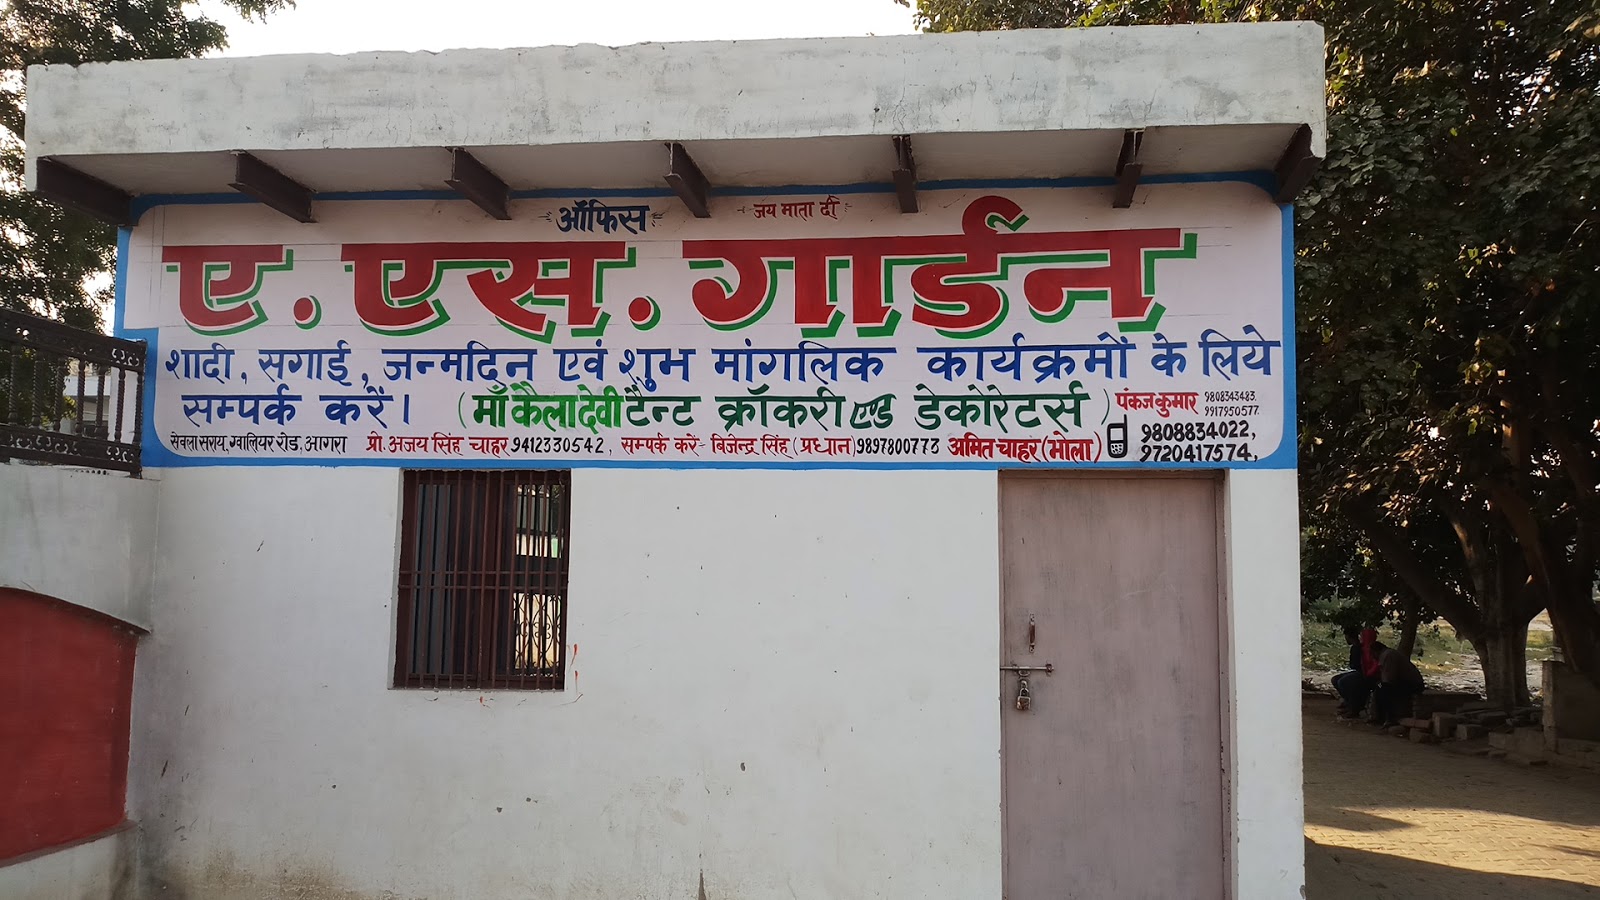 ऑफिस
जय माता दी
ए. एस. गार्डन
शादी, सगाई, जन्मदिन एवं शुभ मांगलिक कार्यक्रमों के लिये
सम्पर्क करें। (माँ कैला देवी टैन्ट क्रॉकरी एण्ड डेकोरेटर्स) पंकज कुमार 9808343483, 9917950577,
सेवला सराय, ग्वालियर रोड, आगरा प्रो. अजय सिंह चाहर 9412330542, सम्पर्क करें- बिजेन्द्र सिंह (प्रधान) 9897800773 अमित चाहर (भोला) 9808834022,
9720417574,